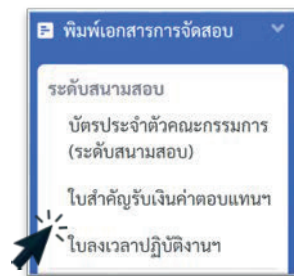 พิมพ์เอกสารการจัดสอบ
ระดับสนามสอบ
บัตรประจำตัวคณะกรรมการ
(ระดับสนามสอบ)
ใบสำคัญรับเงินค่าตอบแทนฯ
ใบลงเวลาปฏิบัติงานฯ